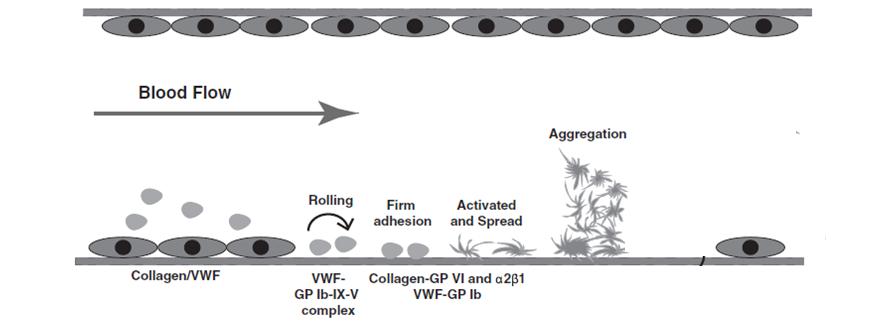 Blood Flow
Aggregation
Rolling
Firm
adhesion
Activated
and Spread
Collagen/VWF
VWF-
GP Ib-IX-V
complex
Collagen-GP VI and α2β1
VWF-GP Ib